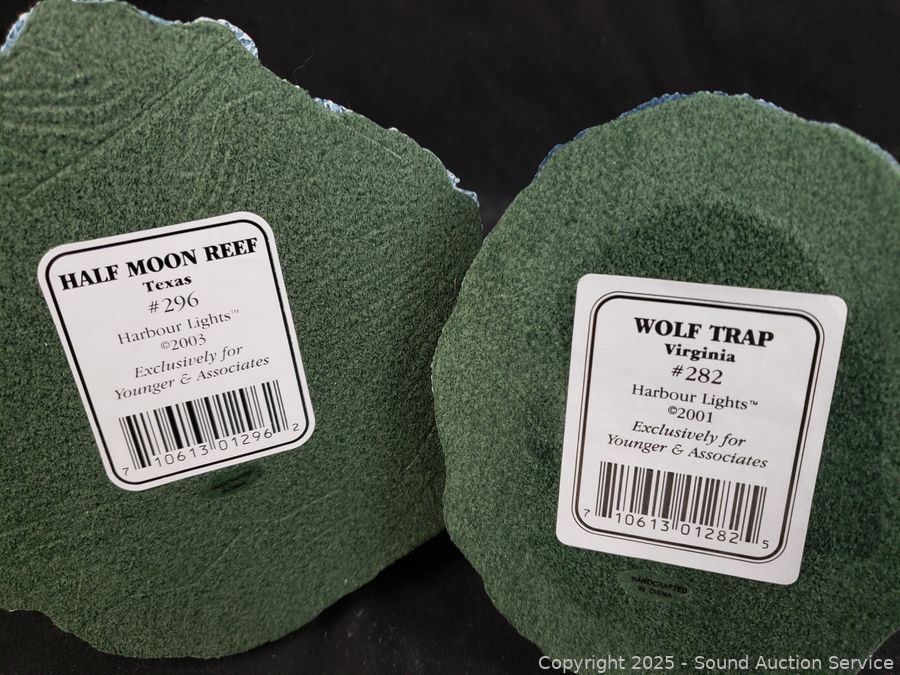 HALF MOON REEF
Texas
#296
Harbour Lights™
©2003
Exclusively for
Younger & Associates
7 10613 01296 2
WOLF TRAP
Virginia
#282
Harbour Lights™
©2001
Exclusively for
Younger & Associates
7 10613 01282 5
HANDCRAFTED
IN CHINA
Copyright 2025 - Sound Auction Service